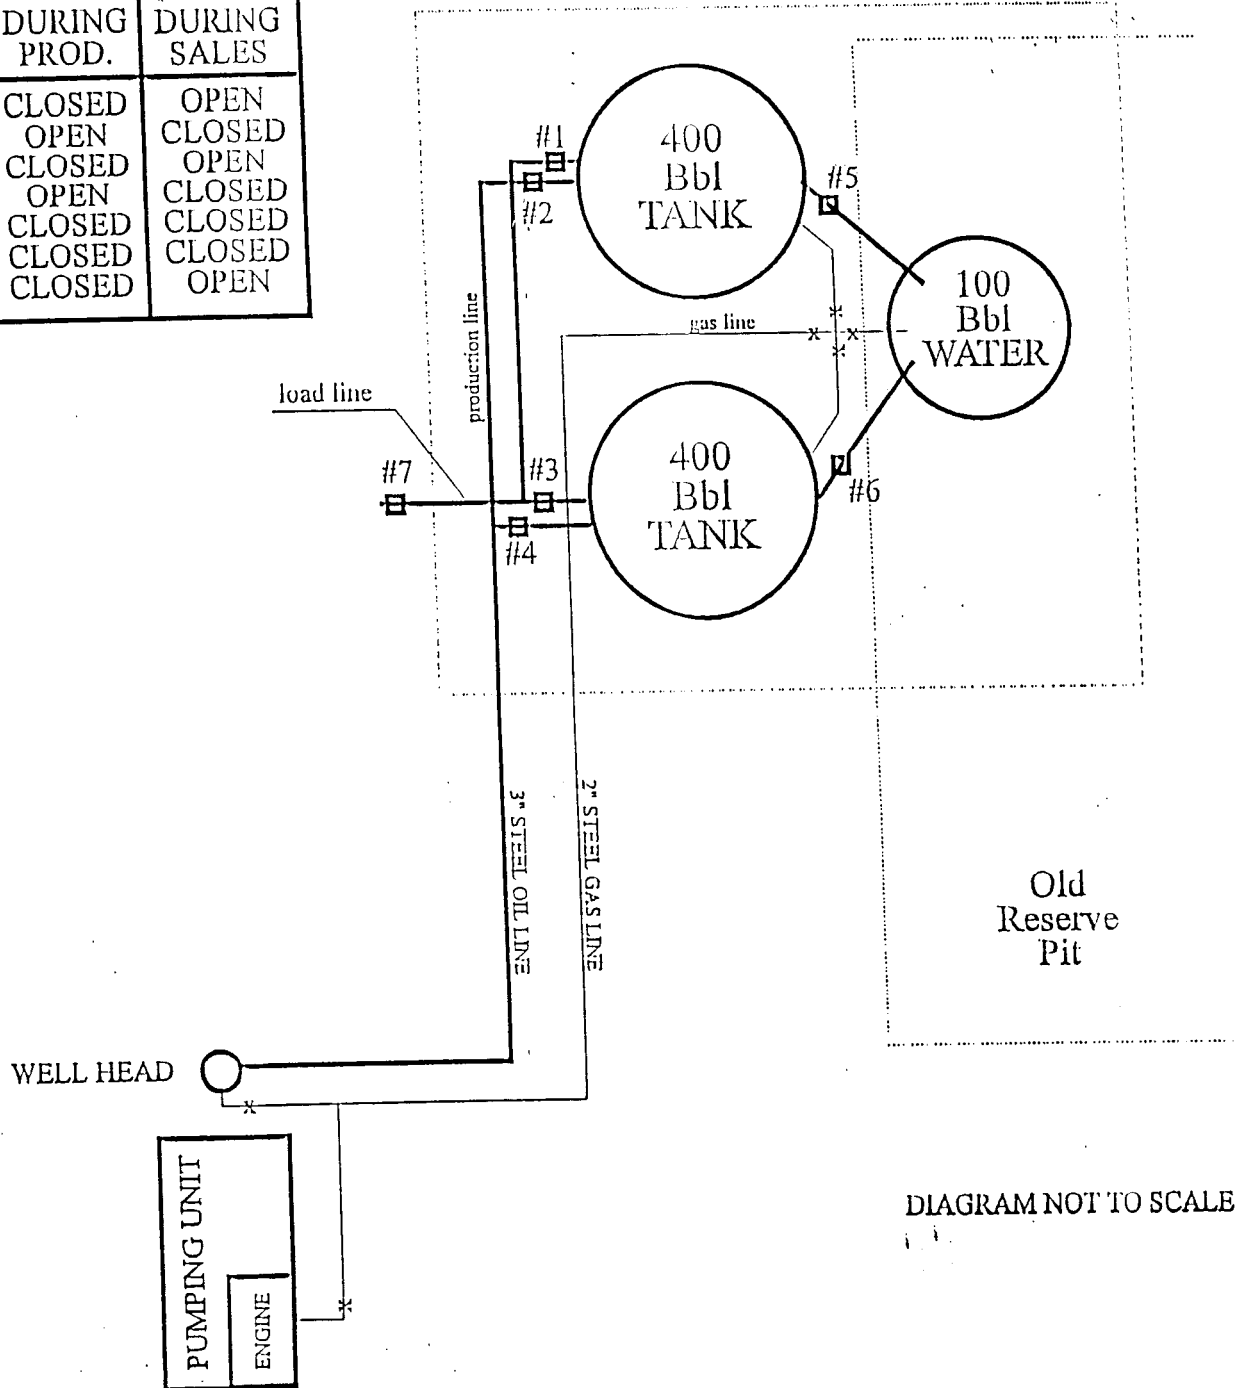 DURING DURING
PROD. SALES
CLOSED OPEN
OPEN CLOSED
CLOSED OPEN
OPEN CLOSED
CLOSED CLOSED
CLOSED CLOSED
CLOSED OPEN
#1
#2
400
Bbl
TANK
#5
100
Bbl
WATER
gas line
production line
load line
#7
#3
#4
400
Bbl
TANK
#6
3" STEEL OIL LINE
2" STEEL GAS LINE
Old
Reserve
Pit
WELL HEAD
PUMPING UNIT
ENGINE
DIAGRAM NOT TO SCALE